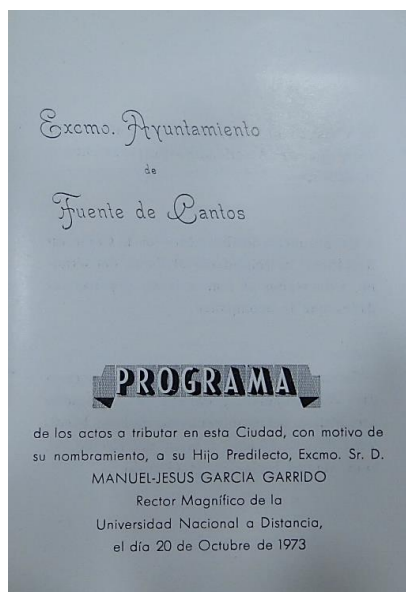 Excmo. Ayuntamiento
de
Fuente de Cantos
PROGRAMA
de los actos a tributar en esta Ciudad, con motivo de
su nombramiento, a su Hijo Predilecto, Excmo. Sr. D.
MANUEL-JESUS GARCIA GARRIDO
Rector Magnífico de la
Universidad Nacional a Distancia,
el día 20 de Octubre de 1973